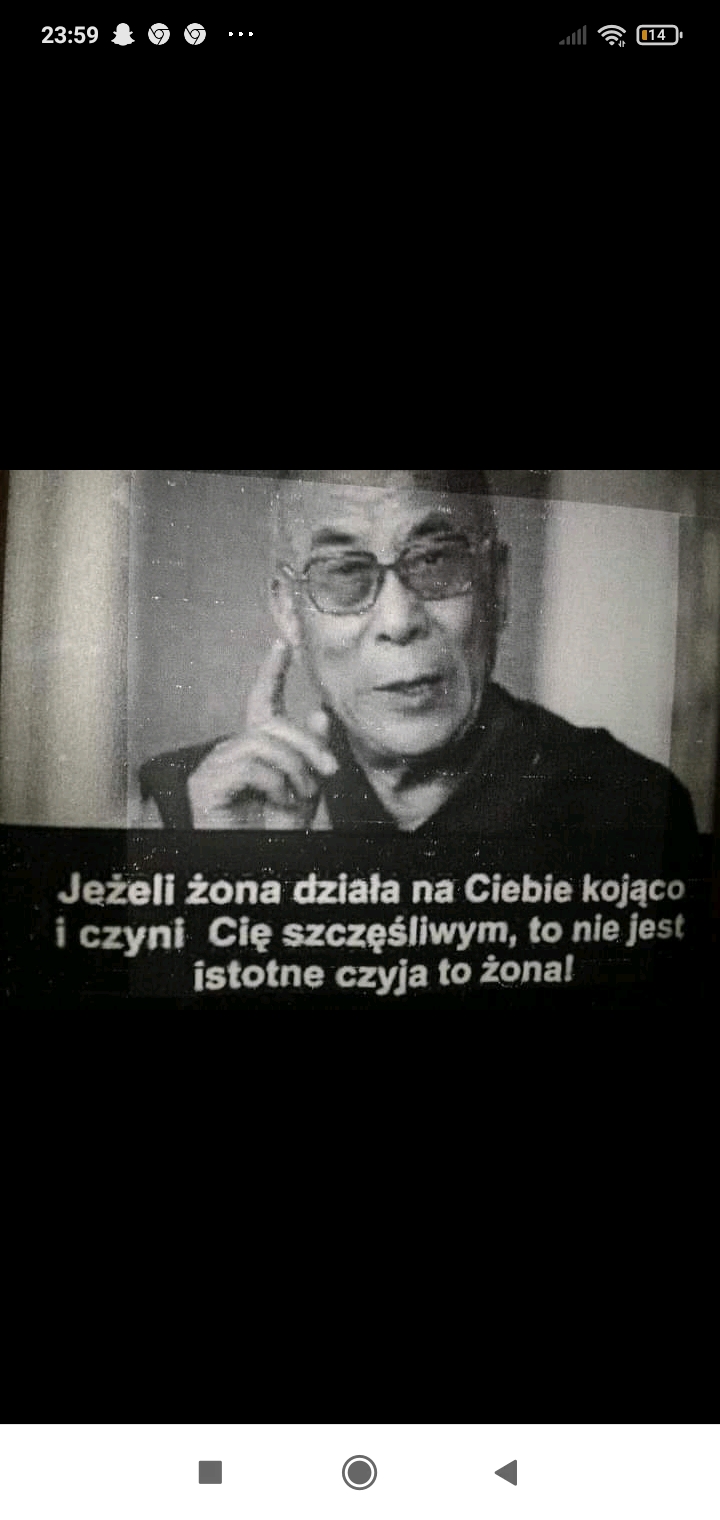 23:59
14
Jeżeli żona działa na Ciebie kojąco
i czyni Cię szczęśliwym, to nie jest
istotne czyja to żona!